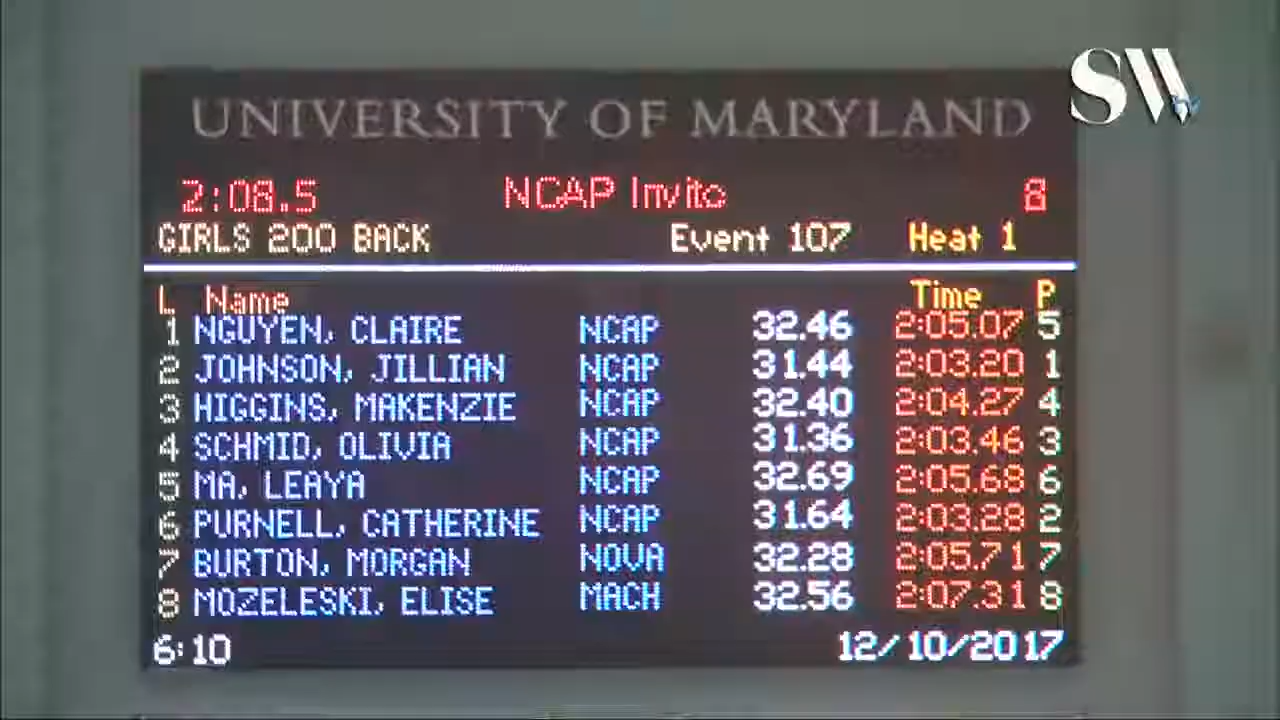 SW TV
UNIVERSITY OF MARYLAND
2:08.5 NCAP Invite 8
GIRLS 200 BACK Event 107 Heat 1
L Name Time P
1 NGUYEN, CLAIRE NCAP 32.46 2:05.07 5
2 JOHNSON, JILLIAN NCAP 31.44 2:03.20 1
3 HIGGINS, MAKENZIE NCAP 32.40 2:04.27 4
4 SCHMID, OLIVIA NCAP 31.36 2:03.46 3
5 MA, LEAYA NCAP 32.69 2:05.68 6
6 PURNELL, CATHERINE NCAP 31.64 2:03.28 2
7 BURTON, MORGAN NOVA 32.28 2:05.71 7
8 MOZELESKI, ELISE MACH 32.56 2:07.31 8
6:10 12/10/2017